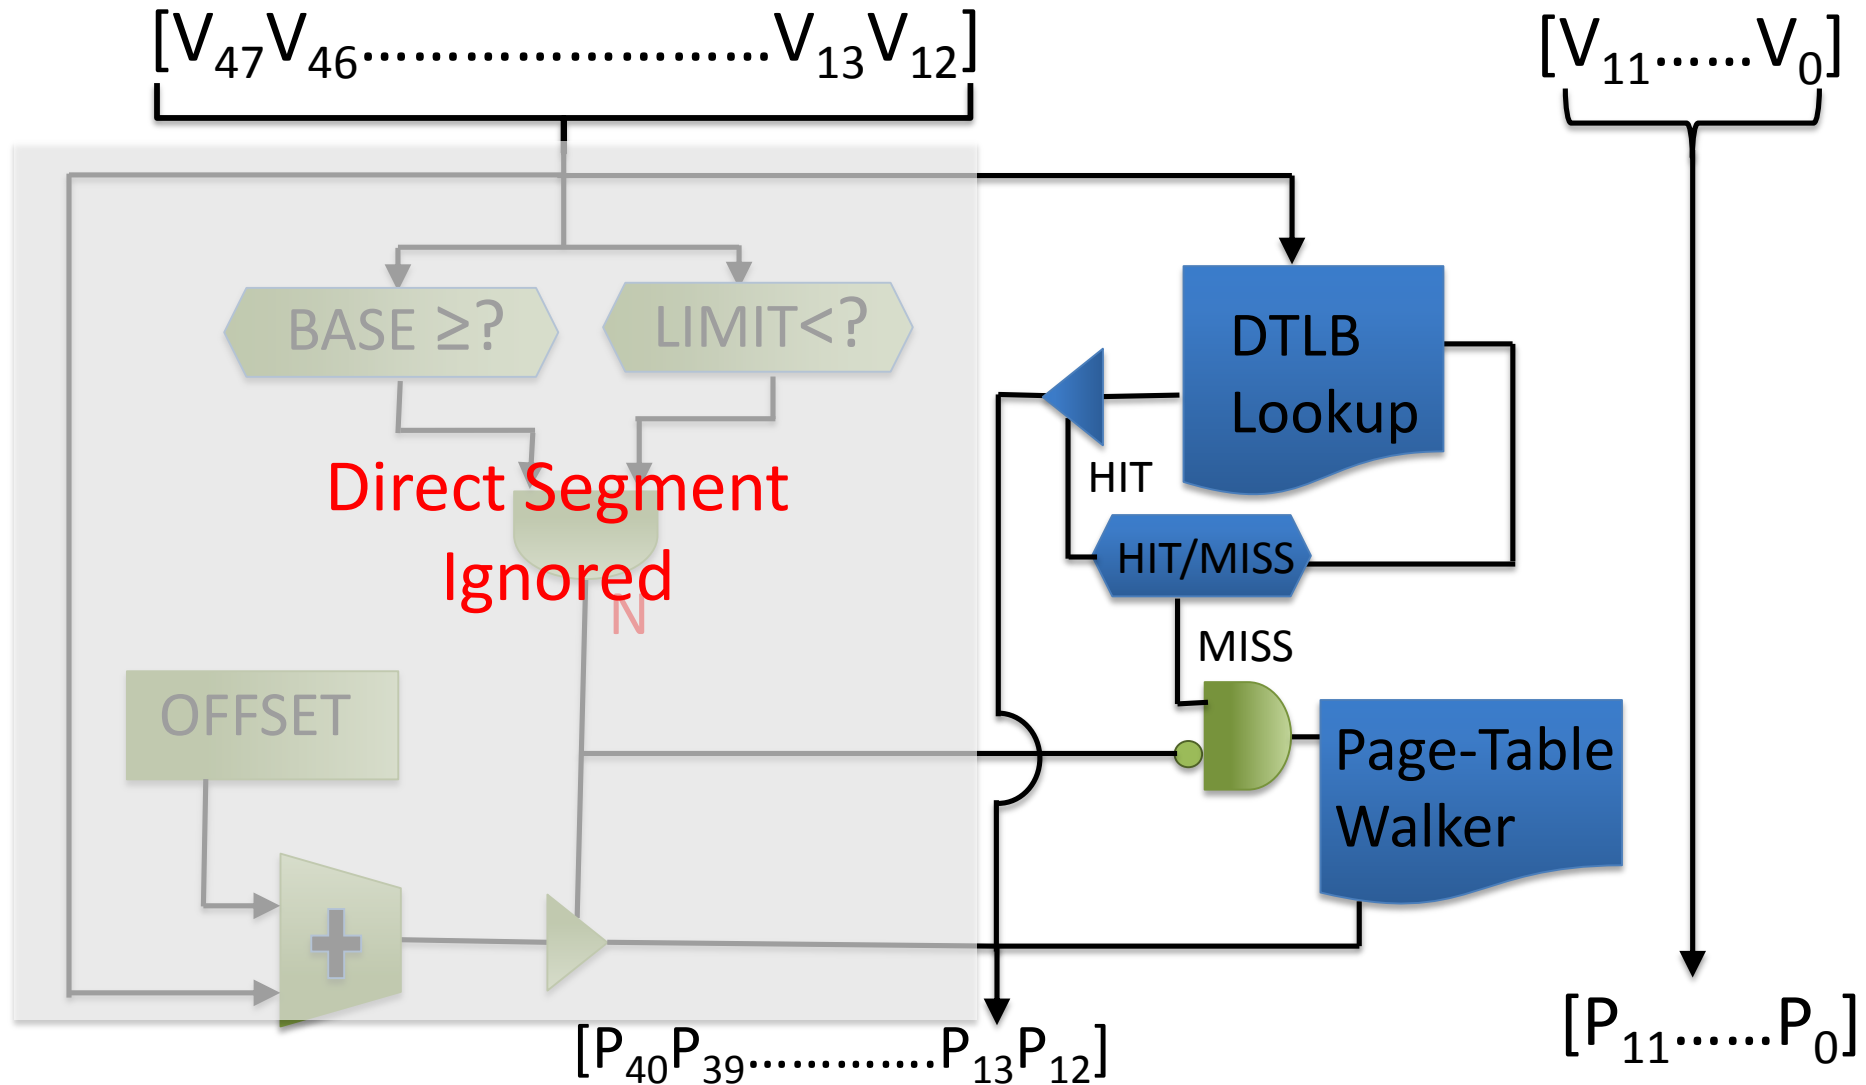 [V47V46........................V13V12]
[V11......V0]
BASE ≥?
LIMIT<?
DTLB
Lookup
HIT
Direct Segment
Ignored
N
HIT/MISS
MISS
OFFSET
Page-Table
Walker
+
[P40P39.............P13P12]
[P11......P0]